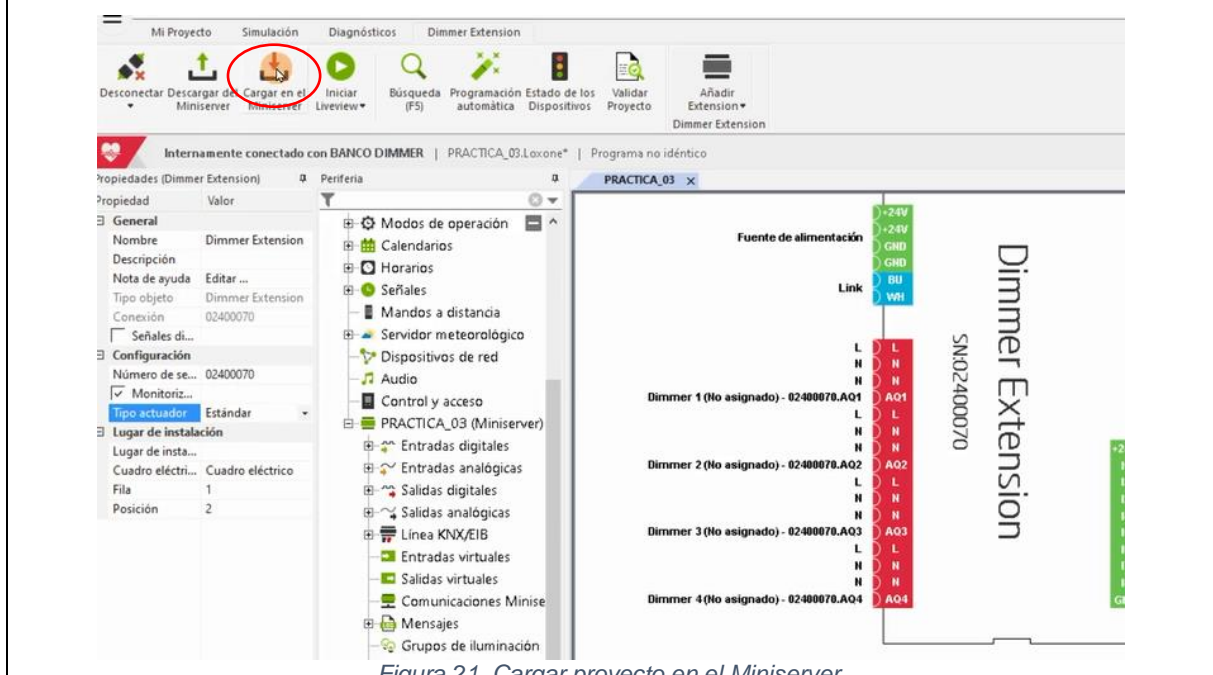 Mi Proyecto Simulación Diagnósticos Dimmer Extension
Desconectar Descargar del Cargar en el Iniciar Búsqueda Programación Estado de los Validar Añadir
Miniserver Miniserver Liveview (F5) automática Dispositivos Proyecto Extension
Dimmer Extension
Internamente conectado con BANCO DIMMER | PRACTICA_03.Loxone* | Programa no idéntico
Propiedades (Dimmer Extension)
Propiedad Valor
General
Nombre Dimmer Extension
Descripción
Nota de ayuda Editar ...
Tipo objeto Dimmer Extension
Conexión 02400070
Señales di...
Configuración
Número de se... 02400070
Monitoriz...
Tipo actuador Estándar
Lugar de instalación
Lugar de insta...
Cuadro eléctri... Cuadro eléctrico
Fila 1
Posición 2
Periferia
Modos de operación
Calendarios
Horarios
Señales
Mandos a distancia
Servidor meteorológico
Dispositivos de red
Audio
Control y acceso
PRACTICA_03 (Miniserver)
Entradas digitales
Entradas analógicas
Salidas digitales
Salidas analógicas
Línea KNX/EIB
Entradas virtuales
Salidas virtuales
Comunicaciones Minise
Mensajes
Grupos de iluminación
PRACTICA_03 X
+24V
Fuente de alimentación +24V
GND
GND
Link BU
WH
L L
N N
N N
Dimmer 1 (No asignado) - 02400070.AQ1 AQ1
L L
N N
N N
Dimmer 2 (No asignado) - 02400070.AQ2 AQ2
L L
N N
N N
Dimmer 3 (No asignado) - 02400070.AQ3 AQ3
L L
N N
N N
Dimmer 4 (No asignado) - 02400070.AQ4 AQ4
Dimmer Extension
SN:02400070
Figura 21. Cargar proyecto en el Miniserver